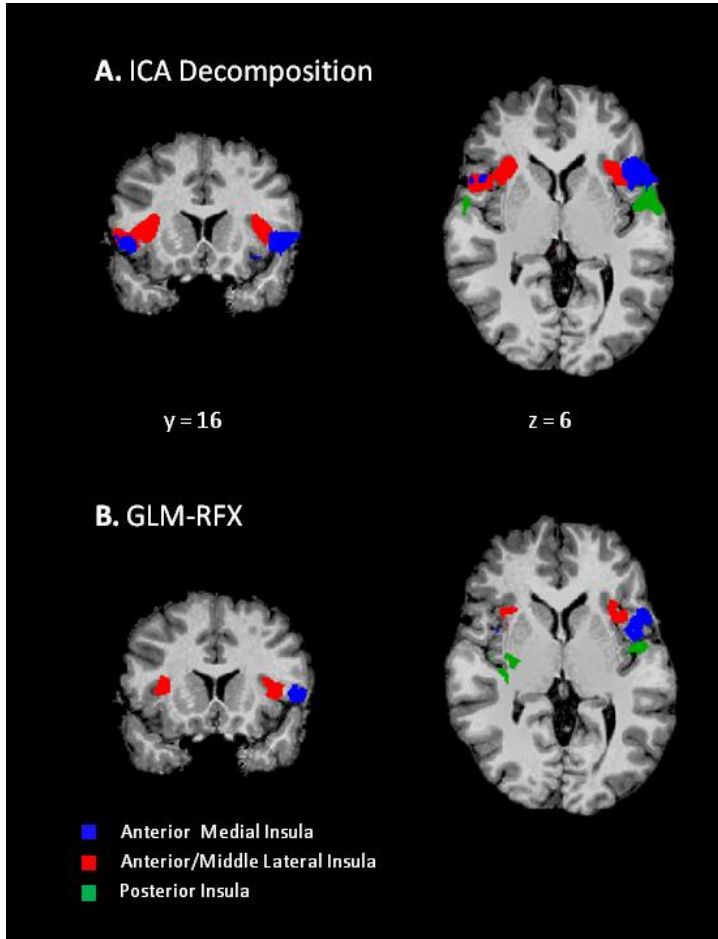 A. ICA Decomposition
y = 16
z = 6
B. GLM-RFX
Anterior Medial Insula
Anterior/Middle Lateral Insula
Posterior Insula